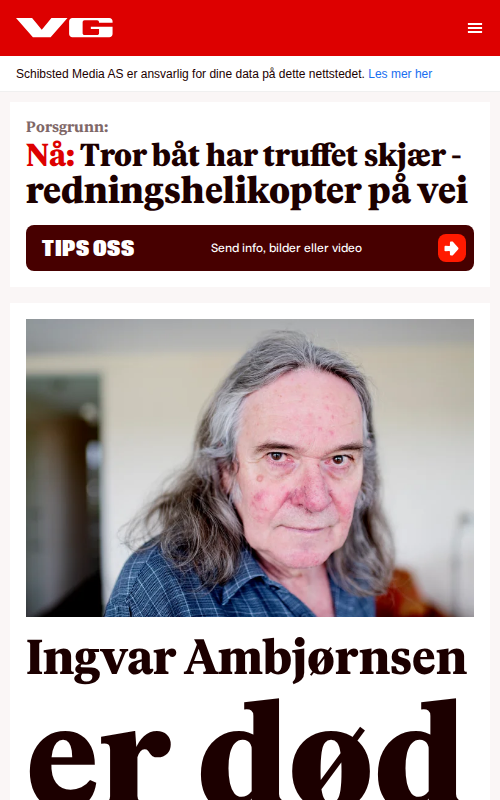 VG
Schibsted Media AS er ansvarlig for dine data på dette nettstedet. Les mer her
Porsgrunn:
Nå: Tror båt har truffet skjær -
redningshelikopter på vei
TIPS OSS Send info, bilder eller video
Ingvar Ambjørnsen
er død